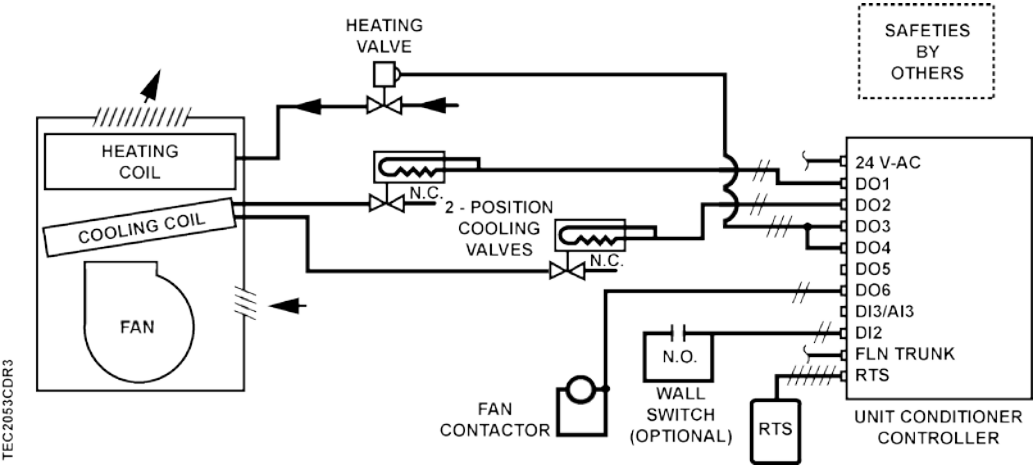 HEATING
VALVE
SAFETIES
BY
OTHERS
HEATING
COIL
COOLING COIL
FAN
N.C.
2 - POSITION
COOLING
VALVES
N.C.
24 V-AC
DO1
DO2
DO3
DO4
DO5
DO6
DI3/AI3
DI2
FLN TRUNK
RTS
N.O.
WALL
SWITCH
(OPTIONAL)
FAN
CONTACTOR
RTS
UNIT CONDITIONER
CONTROLLER
TEC2053CDR3